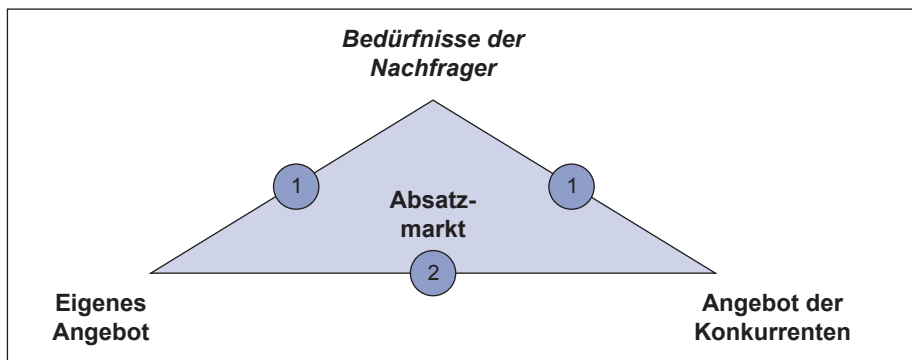 Bedürfnisse der
Nachfrager
1
1
Absatz-
markt
2
Eigenes
Angebot
Angebot der
Konkurrenten